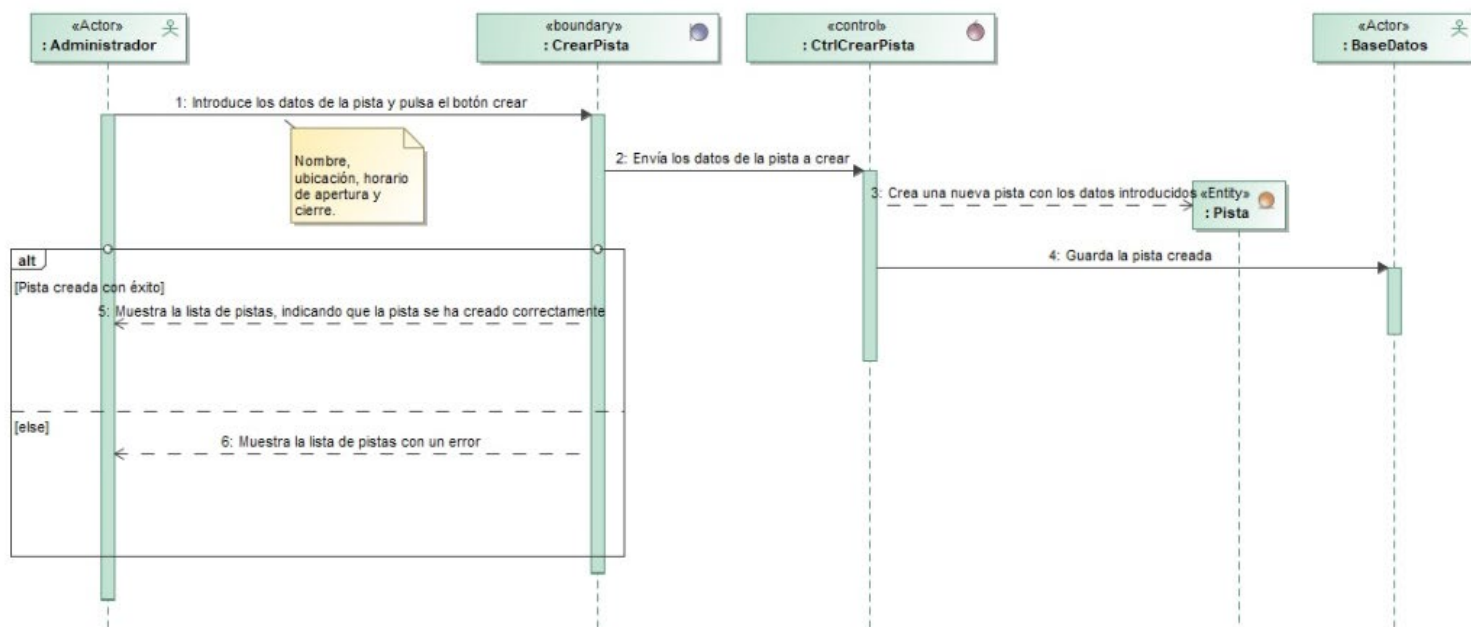 «Actor»
: Administrador
«boundary»
: CrearPista
«control»
: CtrlCrearPista
«Actor»
: BaseDatos
1: Introduce los datos de la pista y pulsa el botón crear
Nombre,
ubicación, horario
de apertura y
cierre.
2: Envía los datos de la pista a crear
3: Crea una nueva pista con los datos introducidos
«Entity»
: Pista
4: Guarda la pista creada
alt
[Pista creada con éxito]
5: Muestra la lista de pistas, indicando que la pista se ha creado correctamente
[else]
6: Muestra la lista de pistas con un error